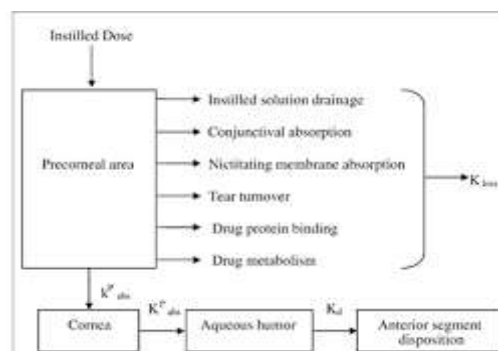 Instilled Dose
Precorneal area
Instilled solution drainage
Conjunctival absorption
Nictitating membrane absorption
Tear turnover
Drug protein binding
Drug metabolism
K loss
k^P abs
Cornea
K^P abs
Aqueous humor
K_d
Anterior segment
disposition